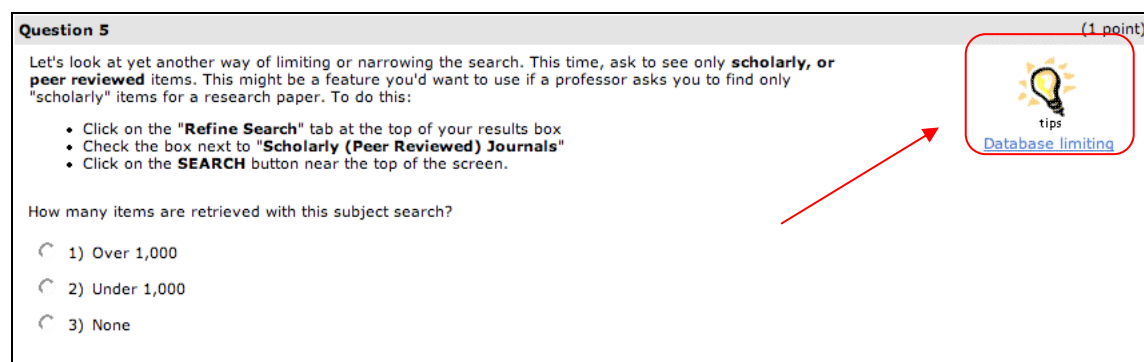 Question 5 (1 point)
Let's look at yet another way of limiting or narrowing the search. This time, ask to see only scholarly, or
peer reviewed items. This might be a feature you'd want to use if a professor asks you to find only
"scholarly" items for a research paper. To do this:
• Click on the "Refine Search" tab at the top of your results box
• Check the box next to "Scholarly (Peer Reviewed) Journals"
• Click on the SEARCH button near the top of the screen.
tips
Database limiting
How many items are retrieved with this subject search?
1) Over 1,000
2) Under 1,000
3) None